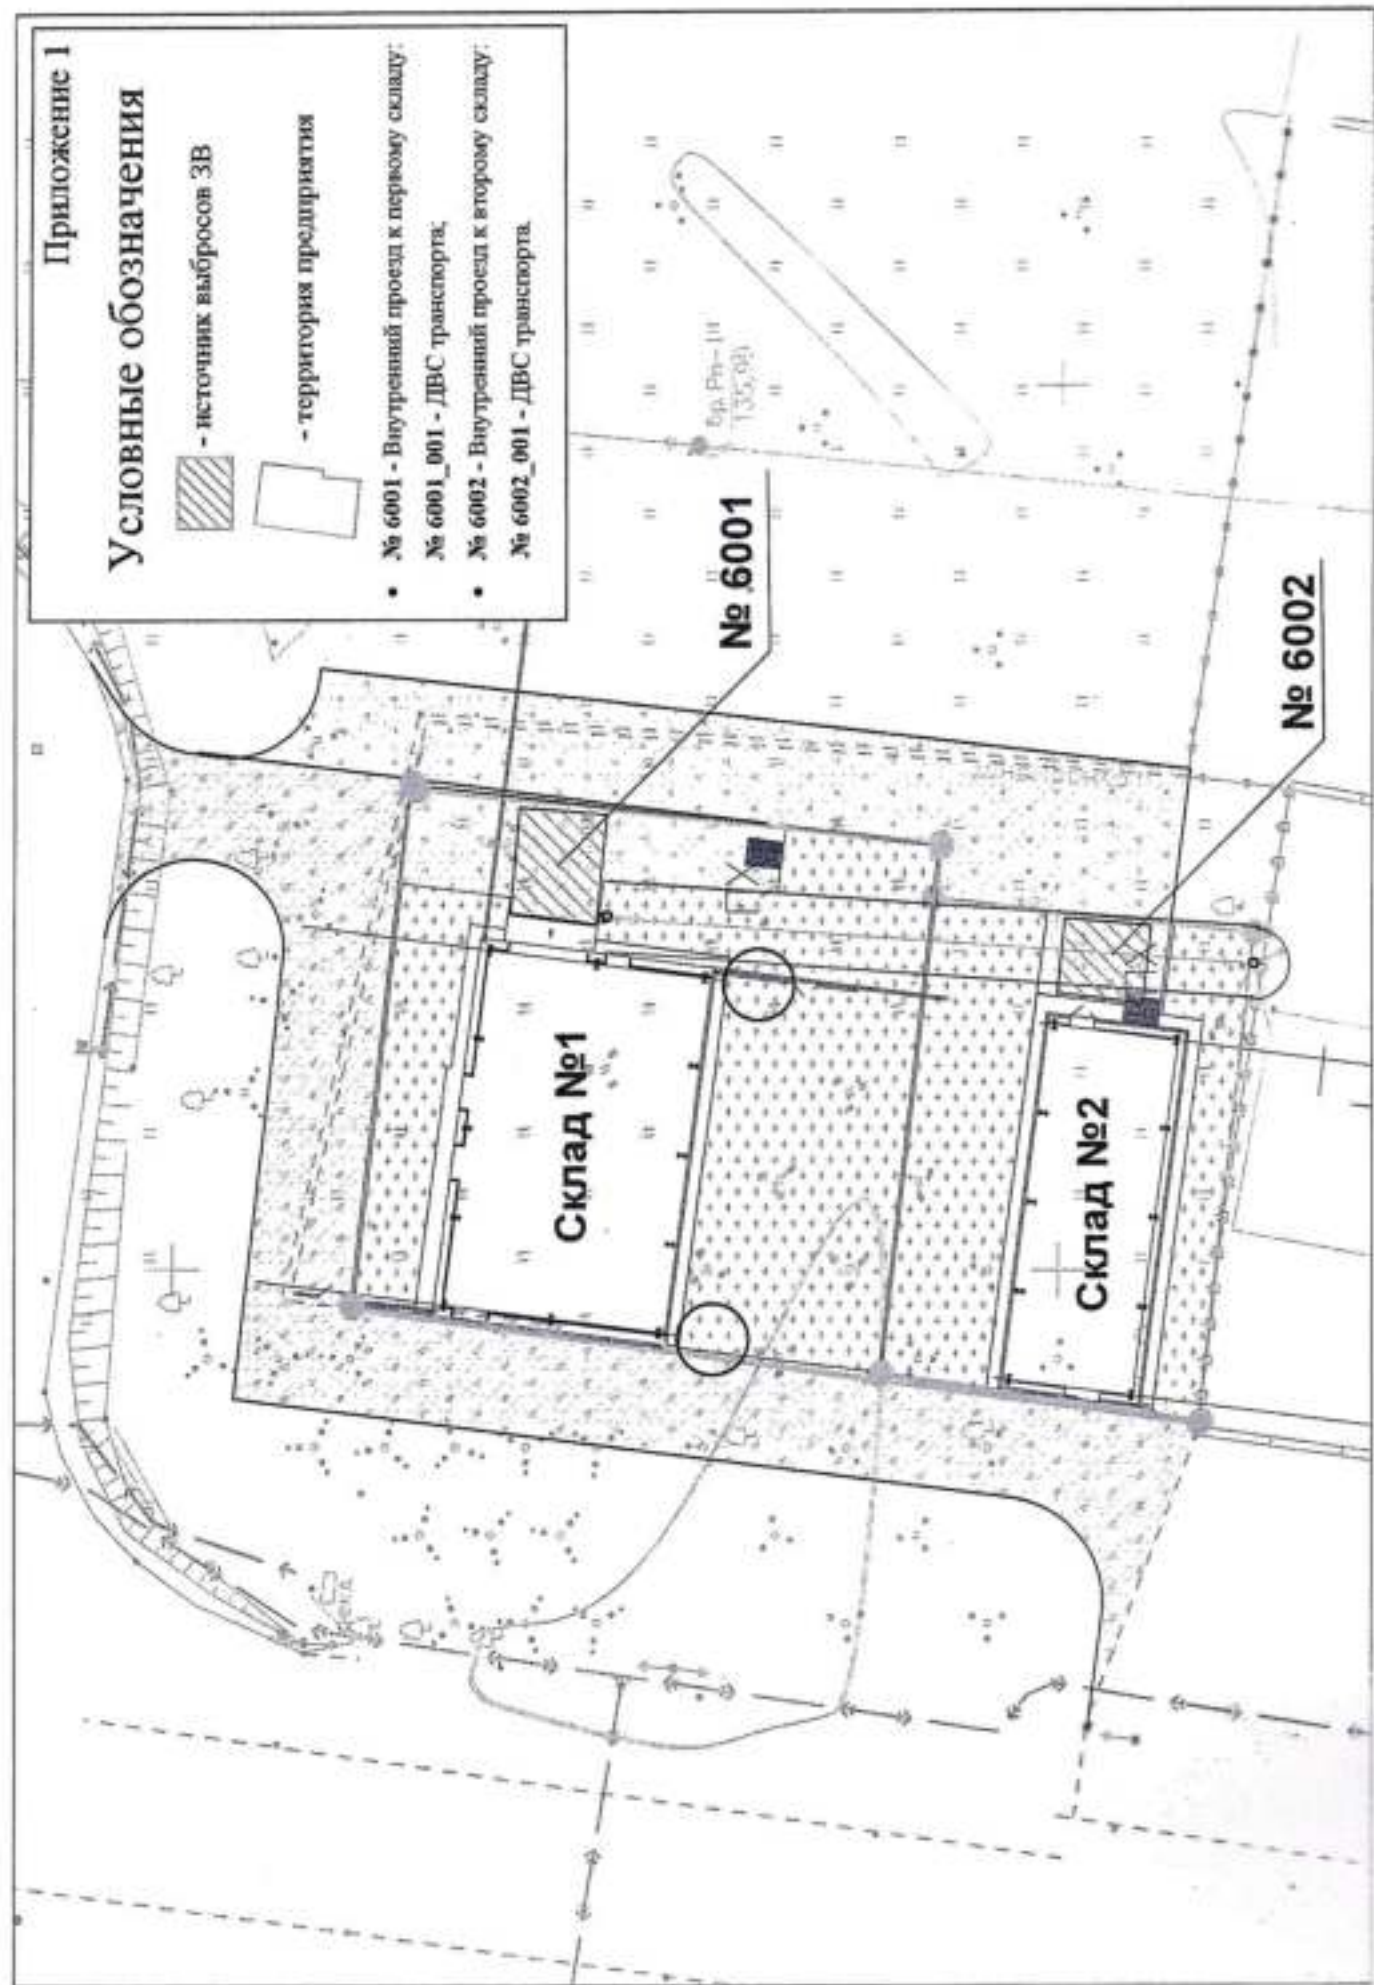 Приложение 1
Условные обозначения
- источник выбросов ЗВ
- территория предприятия
• № 6001 - Внутренний проезд к первому складу:
№ 6001_001 - ДВС транспорта;
• № 6002 - Внутренний проезд к второму складу:
№ 6002_001 - ДВС транспорта.
№ 6001
№ 6002
Склад №1
Склад №2